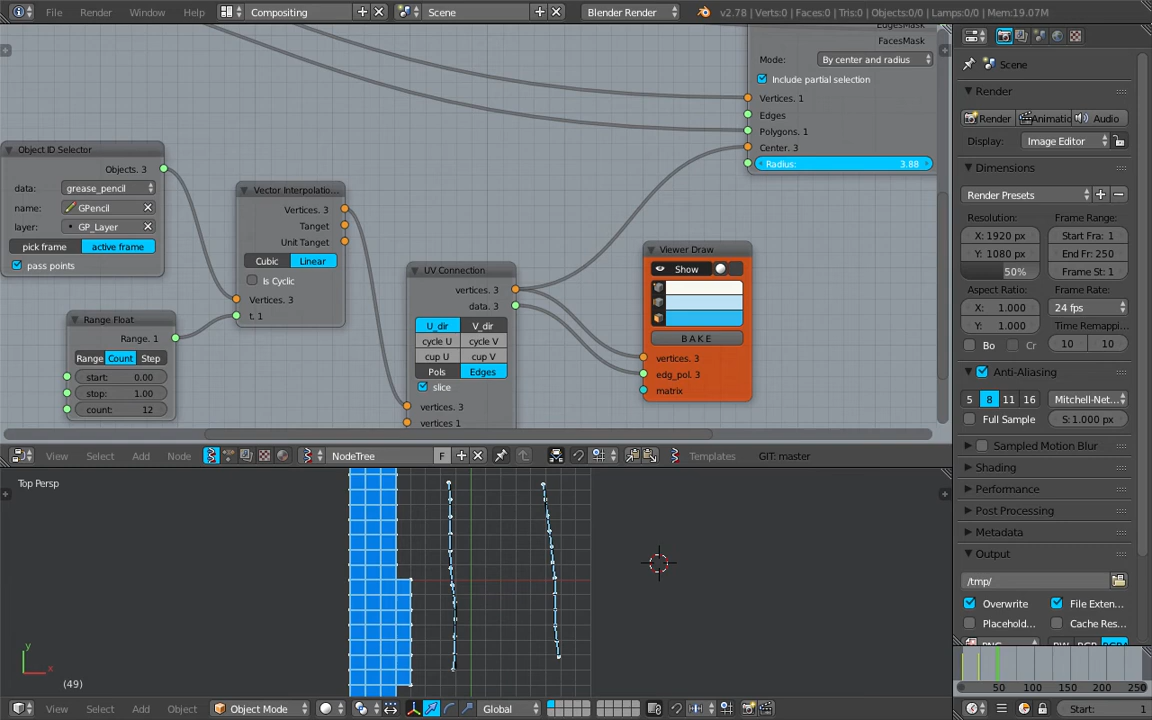 File Render Window Help Compositing Scene Blender Render v2.78 | Verts:0 | Faces:0 | Tris:0 | Objects:0/0 | Lamps:0/0 | Mem:19.07M
FacesMask
Mode: By center and radius
Include partial selection
Vertices. 1
Edges
Polygons. 1
Center. 3
Radius: 3.88
Object ID Selector
Objects. 3
data: grease_pencil
name: GPencil
layer: GP_Layer
pick frame active frame
pass points
Vector Interpolatio...
Vertices. 3
Tanget
Unit Tanget
Cubic Linear
Is Cyclic
Vertices. 3
t. 1
Range Float
Range. 1
Range Count Step
start: 0.00
stop: 1.00
count: 12
UV Connection
vertices. 3
data. 3
U_dir V_dir
cycle U cycle V
cup U cup V
Pols Edges
slice
vertices. 3
vertices 1
Viewer Draw
Show
BAKE
vertices. 3
edg_pol. 3
matrix
View Select Add Node NodeTree F Templates GIT: master
Top Persp
y
x
(49)
View Select Add Object Object Mode Global
Scene
Render
Render Animatic Audio
Display: Image Editor
Dimensions
Render Presets
Resolution: Frame Range:
X: 1920 px Start Fra: 1
Y: 1080 px End Fr: 250
50% Frame St: 1
Aspect Ratio: Frame Rate:
X: 1.000 24 fps
Y: 1.000 Time Remappi...
Bo Cr 10 10
Anti-Aliasing
5 8 11 16 Mitchell-Net...
Full Sample S:1.000 px
Sampled Motion Blur
Shading
Performance
Post Processing
Metadata
Output
/tmp/
Overwrite File Exten...
Placehold... Cache Res...
0 50 100 150 200 250
Start: 1